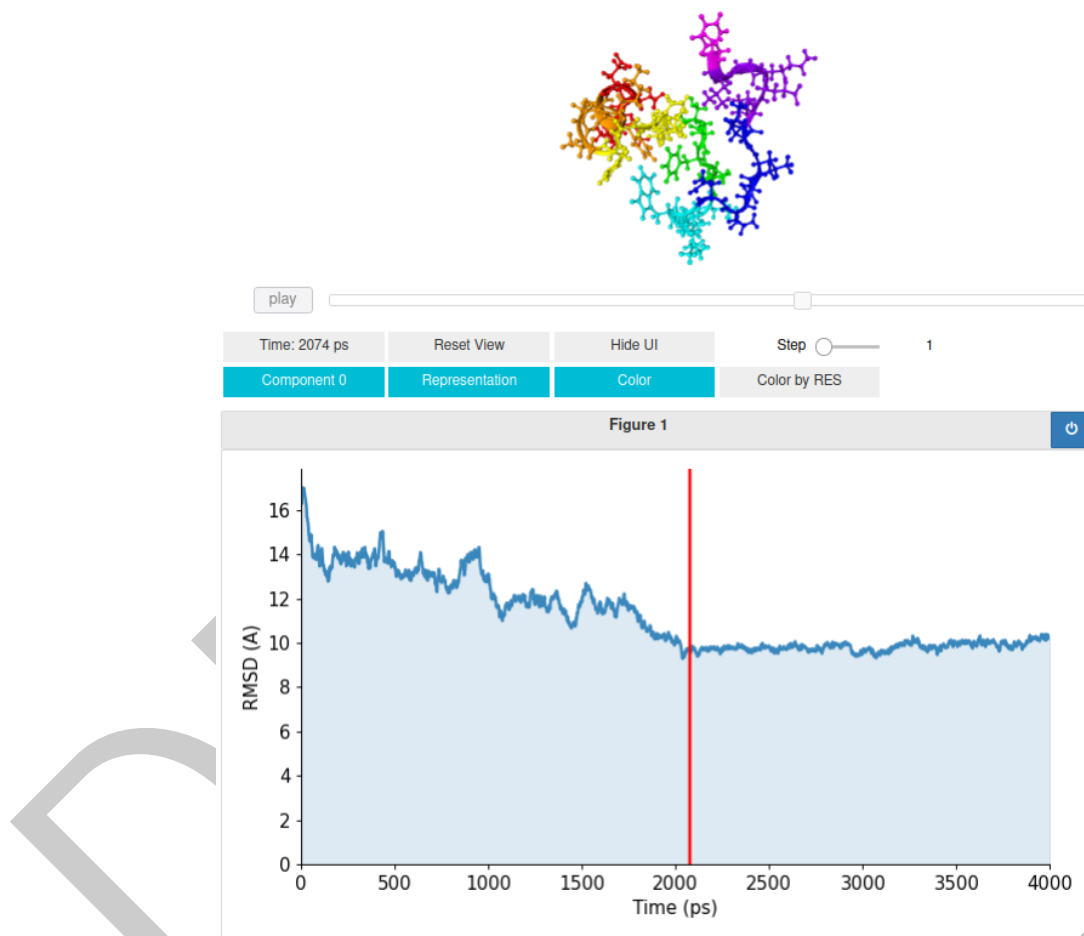 play
Time: 2074 ps Reset View Hide UI Step 1
Component 0 Representation Color Color by RES
Figure 1
16
14
12
10
8
6
4
2
0
RMSD (A)
0 500 1000 1500 2000 2500 3000 3500 4000
Time (ps)